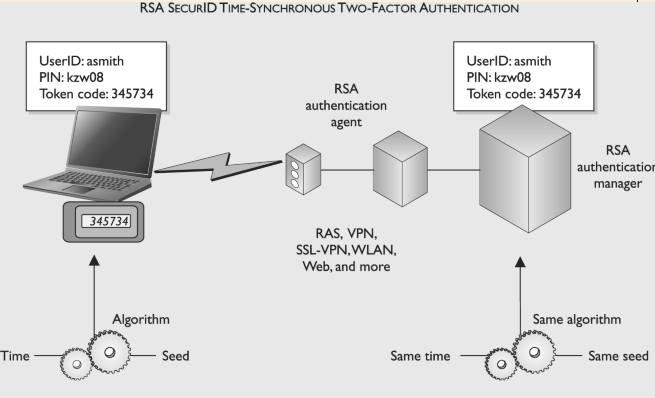 RSA SECURID TIME-SYNCHRONOUS TWO-FACTOR AUTHENTICATION
UserID: asmith
PIN: kzw08
Token code: 345734
UserID: asmith
PIN: kzw08
Token code: 345734
RSA
authentication
agent
RSA
authentication
manager
345734
RAS, VPN,
SSL-VPN, WLAN,
Web, and more
Algorithm
Time
Seed
Same algorithm
Same time
Same seed